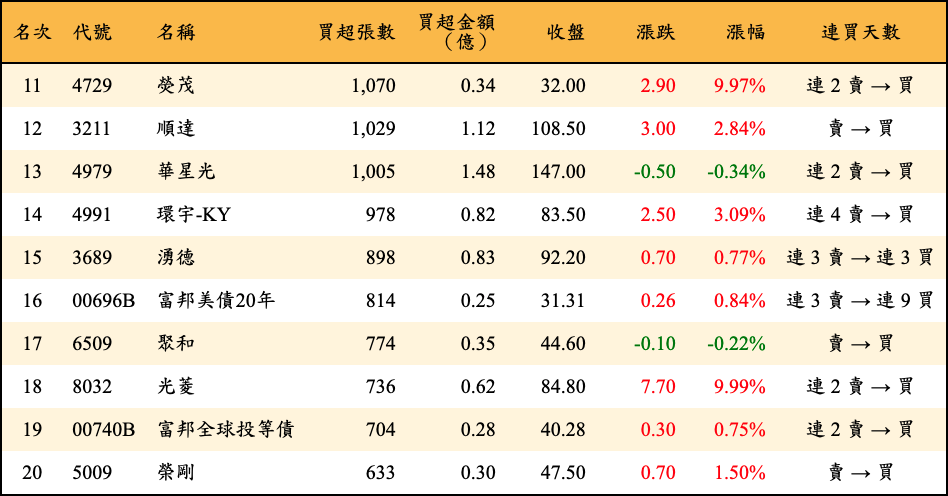 名次 代號 名稱 買超張數 買超金額（億） 收盤 漲跌 漲幅 連買天數
11 4729 熒茂 1,070 0.34 32.00 2.90 9.97% 連 2 賣 → 買
12 3211 順達 1,029 1.12 108.50 3.00 2.84% 賣 → 買
13 4979 華星光 1,005 1.48 147.00 -0.50 -0.34% 連 2 賣 → 買
14 4991 環宇-KY 978 0.82 83.50 2.50 3.09% 連 4 賣 → 買
15 3689 湧德 898 0.83 92.20 0.70 0.77% 連 3 賣 → 連 3 買
16 00696B 富邦美債20年 814 0.25 31.31 0.26 0.84% 連 3 賣 → 連 9 買
17 6509 聚和 774 0.35 44.60 -0.10 -0.22% 賣 → 買
18 8032 光菱 736 0.62 84.80 7.70 9.99% 連 2 賣 → 買
19 00740B 富邦全球投等債 704 0.28 40.28 0.30 0.75% 連 2 賣 → 買
20 5009 榮剛 633 0.30 47.50 0.70 1.50% 賣 → 買